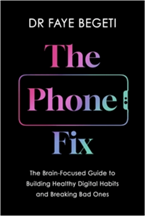 DR FAYE BEGETI
The
Phone
Fix
The Brain-Focused Guide to
Building Healthy Digital Habits
and Breaking Bad Ones